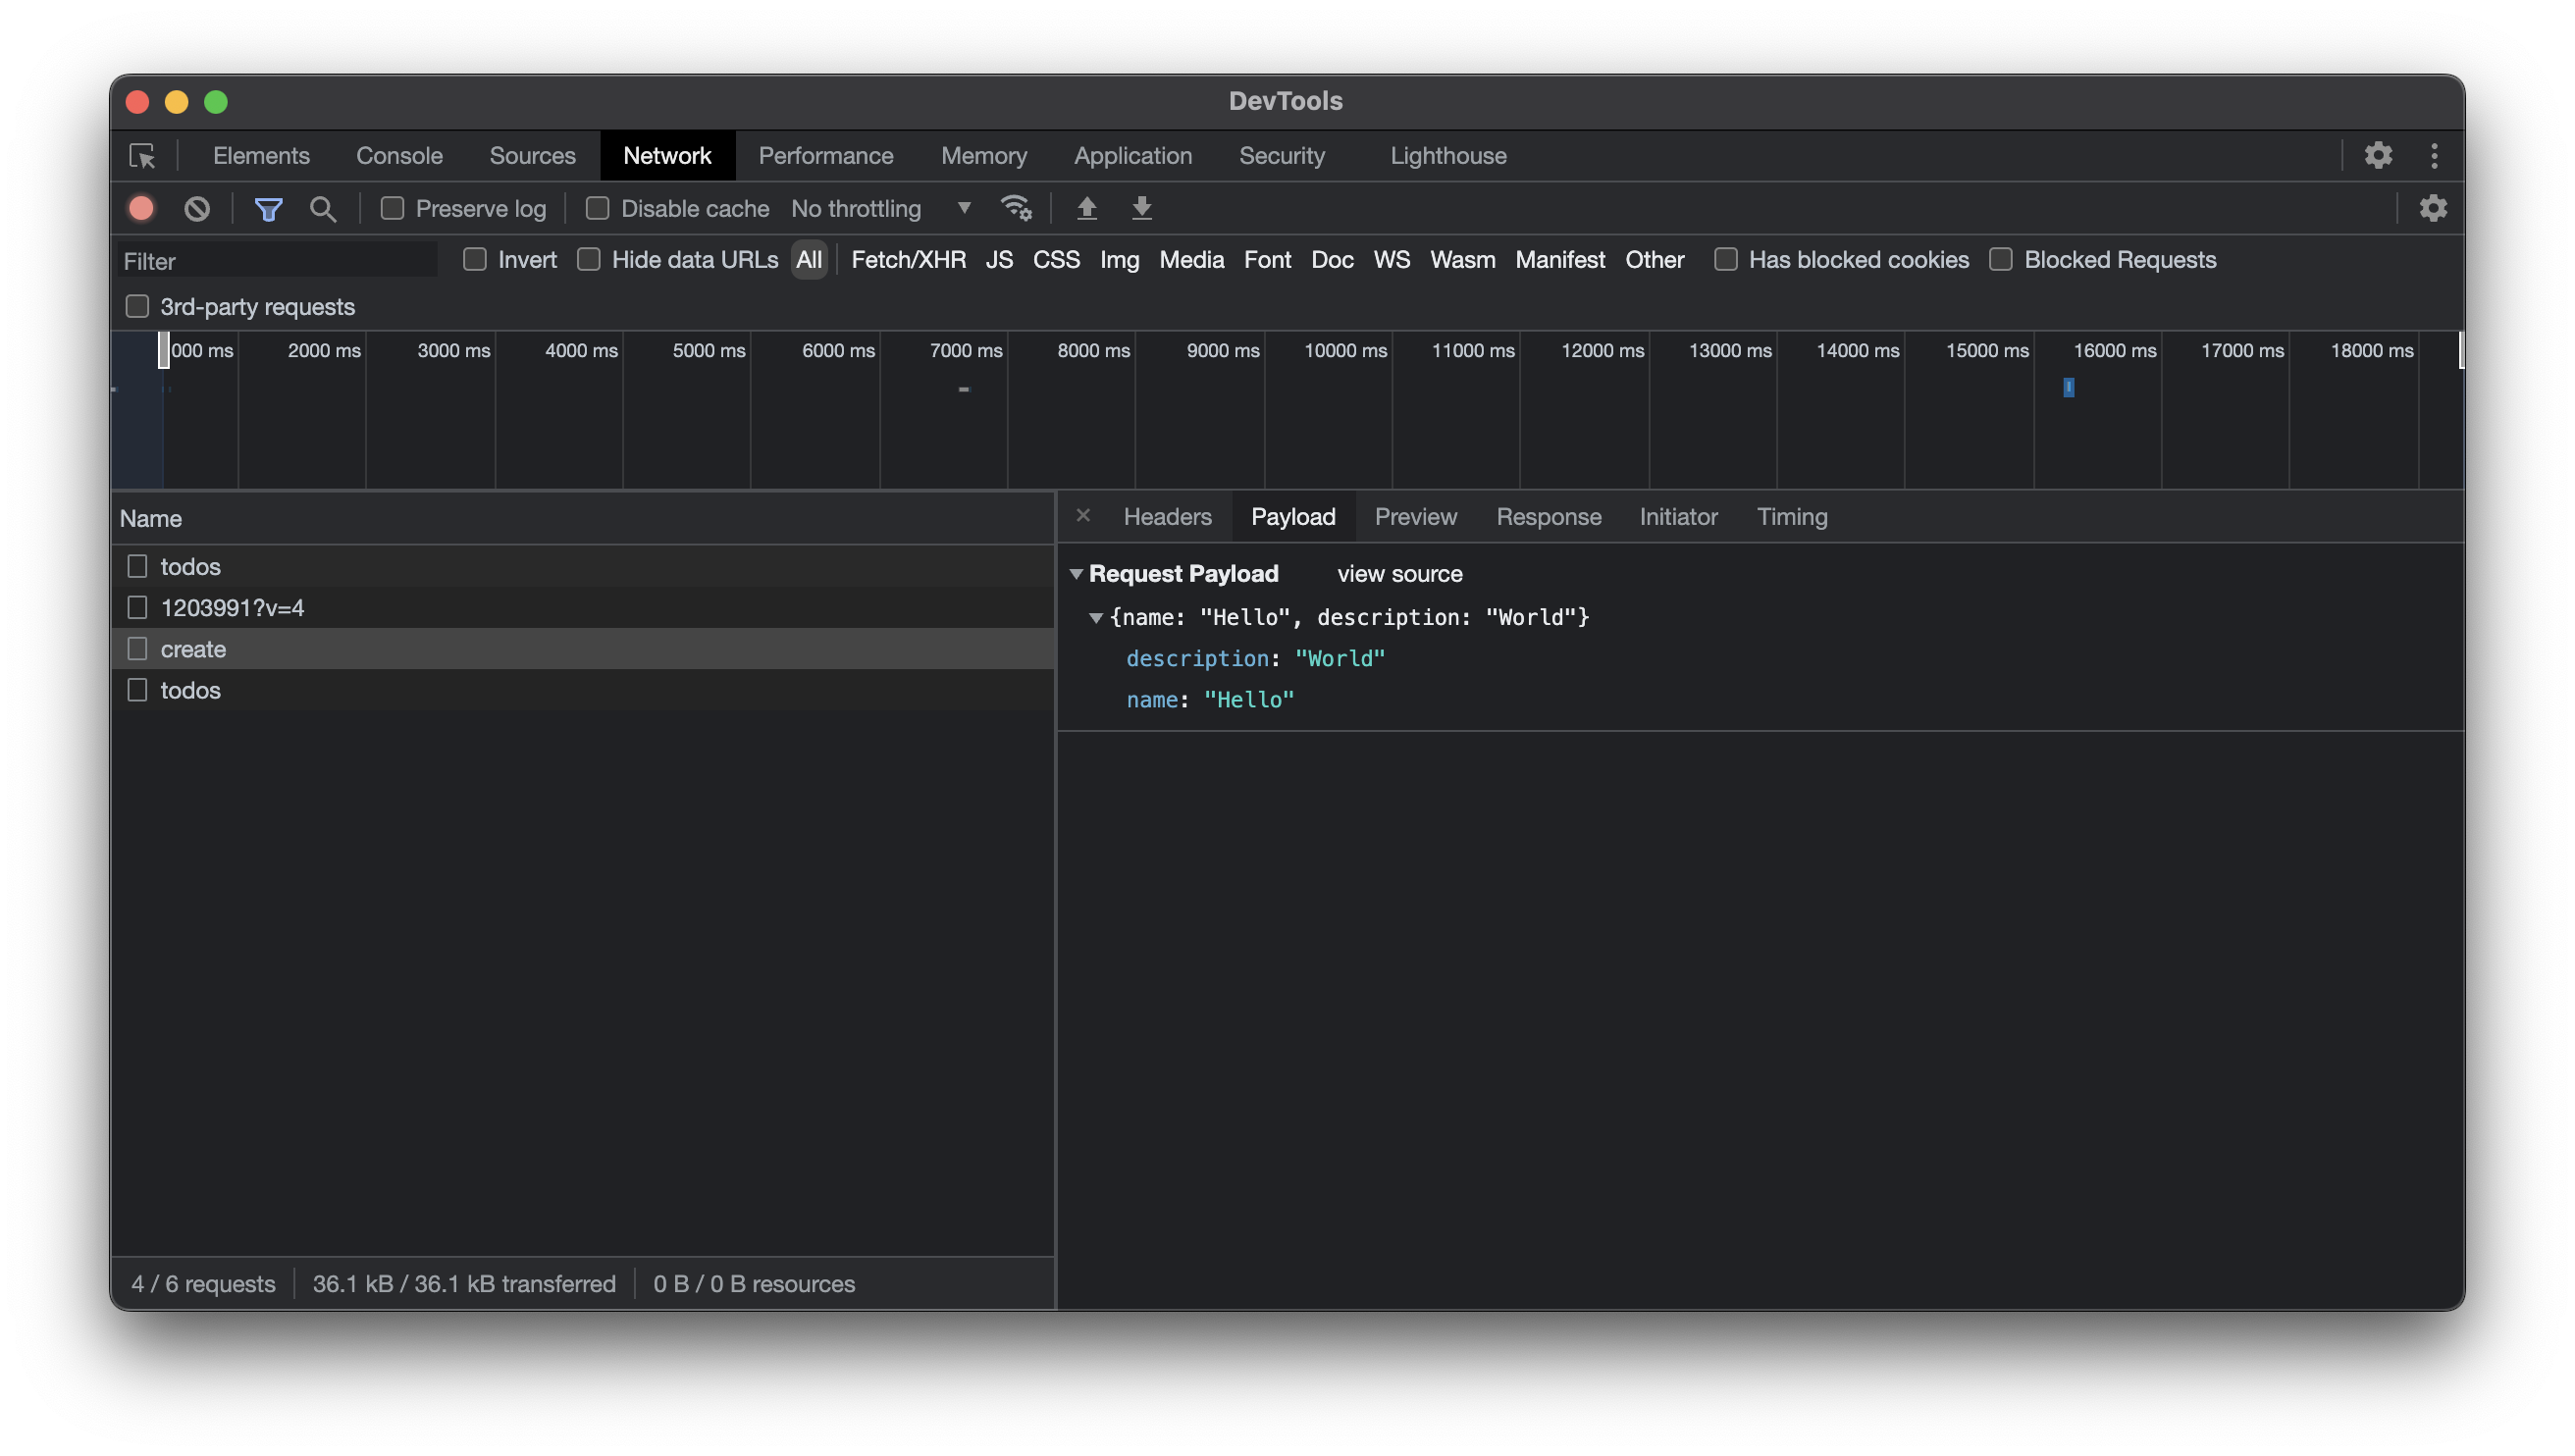 DevTools
Elements Console Sources Network Performance Memory Application Security Lighthouse
Preserve log Disable cache No throttling
Filter Invert Hide data URLs All Fetch/XHR JS CSS Img Media Font Doc WS Wasm Manifest Other Has blocked cookies Blocked Requests
3rd-party requests
000 ms 2000 ms 3000 ms 4000 ms 5000 ms 6000 ms 7000 ms 8000 ms 9000 ms 10000 ms 11000 ms 12000 ms 13000 ms 14000 ms 15000 ms 16000 ms 17000 ms 18000 ms
Name
todos
1203991?v=4
create
todos
4 / 6 requests 36.1 kB / 36.1 kB transferred 0 B / 0 B resources
× Headers Payload Preview Response Initiator Timing
Request Payload view source
{name: "Hello", description: "World"}
description: "World"
name: "Hello"